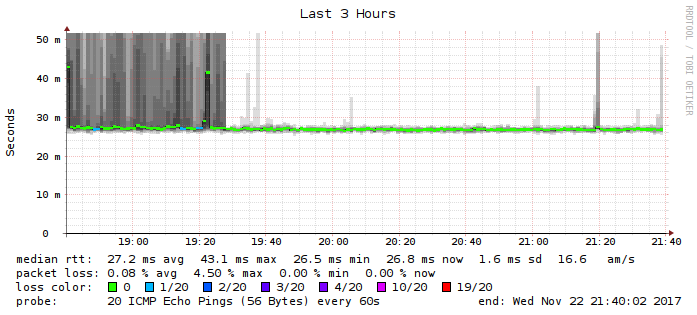 Last 3 Hours
RRDTOOL / TOBI OETIKER
Seconds
50 m
40 m
30 m
20 m
10 m
0
19:00 19:20 19:40 20:00 20:20 20:40 21:00 21:20 21:40
median rtt: 27.2 ms avg 43.1 ms max 26.5 ms min 26.8 ms now 1.6 ms sd 16.6 am/s
packet loss: 0.08 % avg 4.50 % max 0.00 % min 0.00 % now
loss color: 0 1/20 2/20 3/20 4/20 10/20 19/20
probe: 20 ICMP Echo Pings (56 Bytes) every 60s end: Wed Nov 22 21:40:02 2017